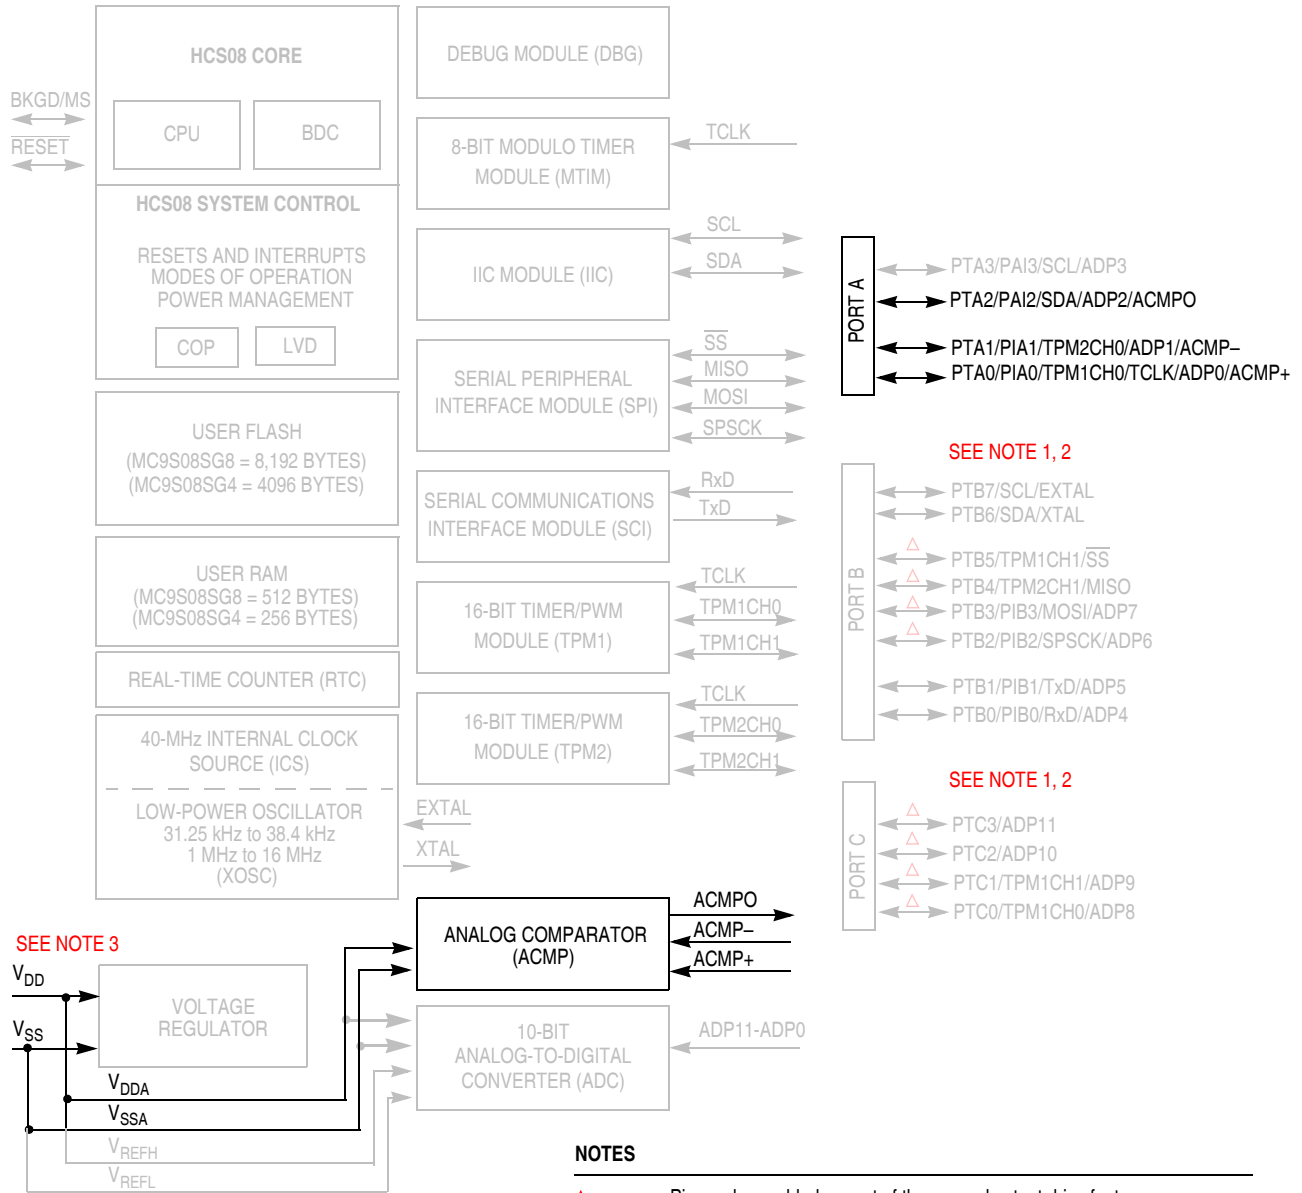 HCS08 CORE
BKGD/MS
RESET
CPU
BDC
HCS08 SYSTEM CONTROL
RESETS AND INTERRUPTS
MODES OF OPERATION
POWER MANAGEMENT
COP
LVD
USER FLASH
(MC9S08SG8 = 8,192 BYTES)
(MC9S08SG4 = 4096 BYTES)
USER RAM
(MC9S08SG8 = 512 BYTES)
(MC9S08SG4 = 256 BYTES)
REAL-TIME COUNTER (RTC)
40-MHz INTERNAL CLOCK
SOURCE (ICS)
LOW-POWER OSCILLATOR
31.25 kHz to 38.4 kHz
1 MHz to 16 MHz
(XOSC)
EXTAL
XTAL
SEE NOTE 3
VDD
VSS
VOLTAGE
REGULATOR
VDDA
VSSA
VREFH
VREFL
DEBUG MODULE (DBG)
8-BIT MODULO TIMER
MODULE (MTIM)
TCLK
IIC MODULE (IIC)
SCL
SDA
SERIAL PERIPHERAL
INTERFACE MODULE (SPI)
SS
MISO
MOSI
SPSCK
SERIAL COMMUNICATIONS
INTERFACE MODULE (SCI)
RxD
TxD
16-BIT TIMER/PWM
MODULE (TPM1)
TCLK
TPM1CH0
TPM1CH1
16-BIT TIMER/PWM
MODULE (TPM2)
TCLK
TPM2CH0
TPM2CH1
ANALOG COMPARATOR
(ACMP)
ACMPO
ACMP–
ACMP+
10-BIT
ANALOG-TO-DIGITAL
CONVERTER (ADC)
ADP11-ADP0
PORT A
PTA3/PAI3/SCL/ADP3
PTA2/PAI2/SDA/ADP2/ACMPO
PTA1/PIA1/TPM2CH0/ADP1/ACMP–
PTA0/PIA0/TPM1CH0/TCLK/ADP0/ACMP+
SEE NOTE 1, 2
PORT B
PTB7/SCL/EXTAL
PTB6/SDA/XTAL
PTB5/TPM1CH1/SS
PTB4/TPM2CH1/MISO
PTB3/PIB3/MOSI/ADP7
PTB2/PIB2/SPSCK/ADP6
PTB1/PIB1/TxD/ADP5
PTB0/PIB0/RxD/ADP4
SEE NOTE 1, 2
PORT C
PTC3/ADP11
PTC2/ADP10
PTC1/TPM1CH1/ADP9
PTC0/TPM1CH0/ADP8
NOTES